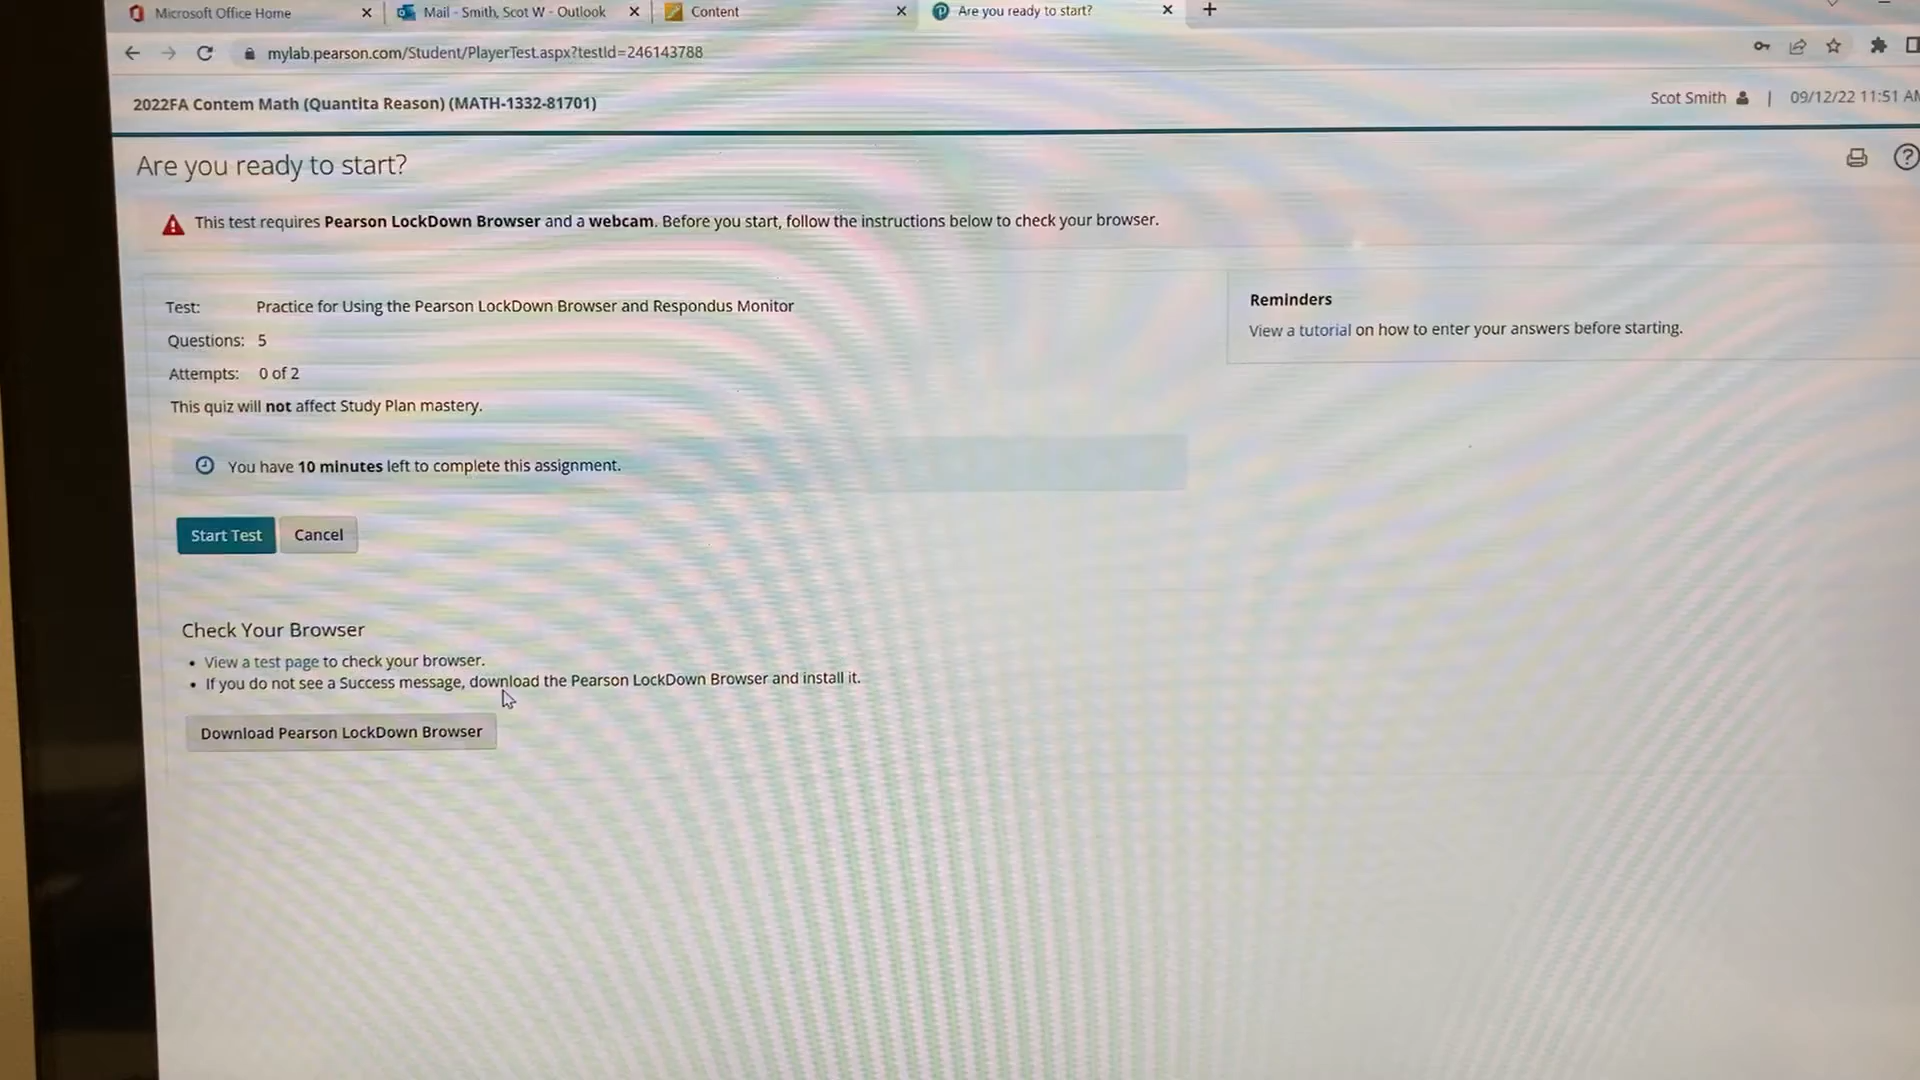 Microsoft Office Home
Mail - Smith, Scot W - Outlook
Content
Are you ready to start?
mylab.pearson.com/Student/PlayerTest.aspx?testId=246143788
2022FA Contem Math (Quantita Reason) (MATH-1332-81701)
Scot Smith | 09/12/22 11:51 AM
Are you ready to start?
This test requires Pearson LockDown Browser and a webcam. Before you start, follow the instructions below to check your browser.
Test: Practice for Using the Pearson LockDown Browser and Respondus Monitor
Questions: 5
Attempts: 0 of 2
This quiz will not affect Study Plan mastery.
You have 10 minutes left to complete this assignment.
Start Test
Cancel
Reminders
View a tutorial on how to enter your answers before starting.
Check Your Browser
• View a test page to check your browser.
• If you do not see a Success message, download the Pearson LockDown Browser and install it.
Download Pearson LockDown Browser